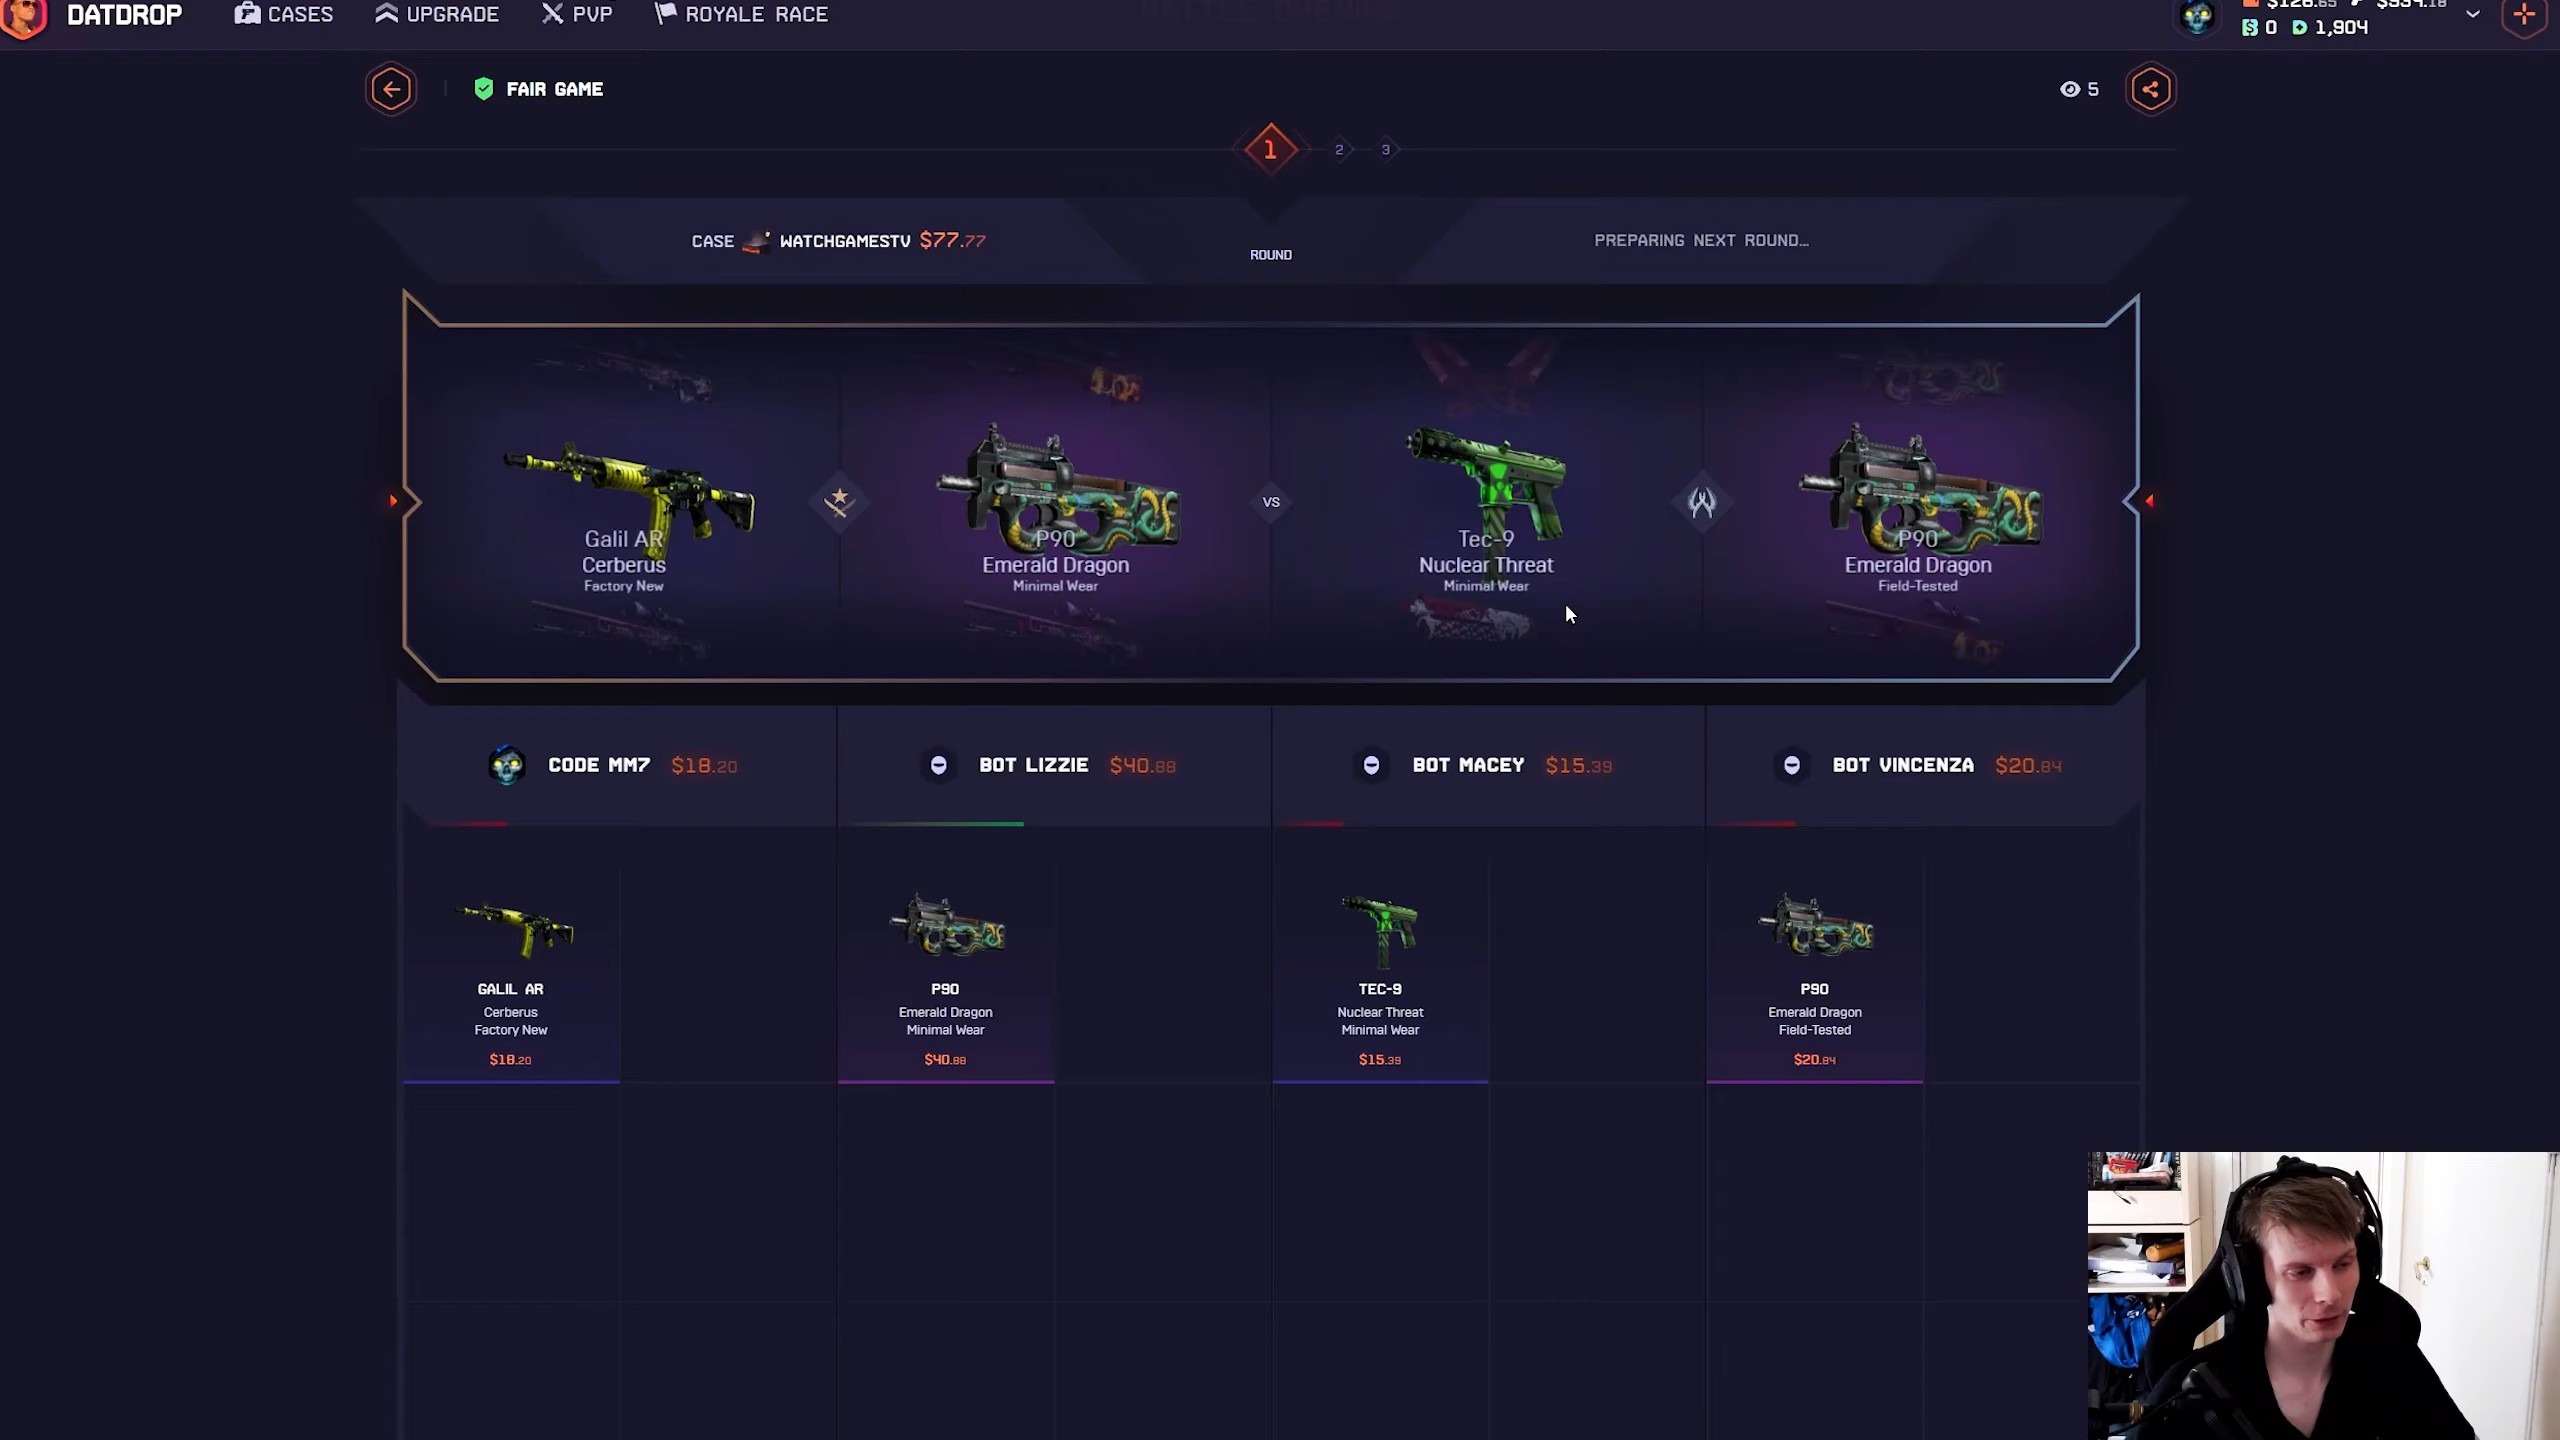 DATDROP
CASES
UPGRADE
PVP
ROYALE RACE
0 1,904
FAIR GAME
5
1 2 3
CASE WATCHGAMESTV $77.77
ROUND
PREPARING NEXT ROUND...
Galil AR
Cerberus
Factory New
P90
Emerald Dragon
Minimal Wear
VS
Tec-9
Nuclear Threat
Minimal Wear
P90
Emerald Dragon
Field-Tested
CODE MM7 $18.20
BOT LIZZIE $40.88
BOT MACEY $15.39
BOT VINCENZA $20.84
GALIL AR
Cerberus
Factory New
$18.20
P90
Emerald Dragon
Minimal Wear
$40.88
TEC-9
Nuclear Threat
Minimal Wear
$15.39
P90
Emerald Dragon
Field-Tested
$20.84